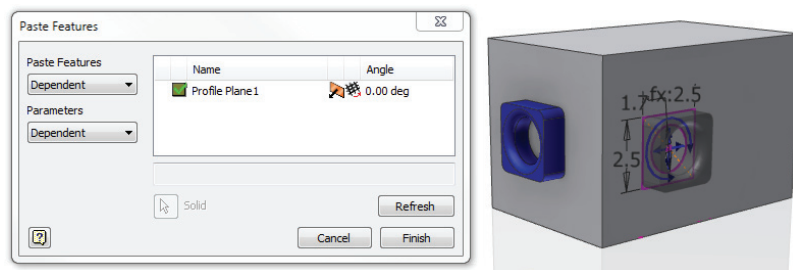 Paste Features
Paste Features
Dependent
Parameters
Dependent
Name Angle
Profile Plane1 0.00 deg
Solid
Refresh
?
Cancel Finish
1.7 fx:2.5
2.5